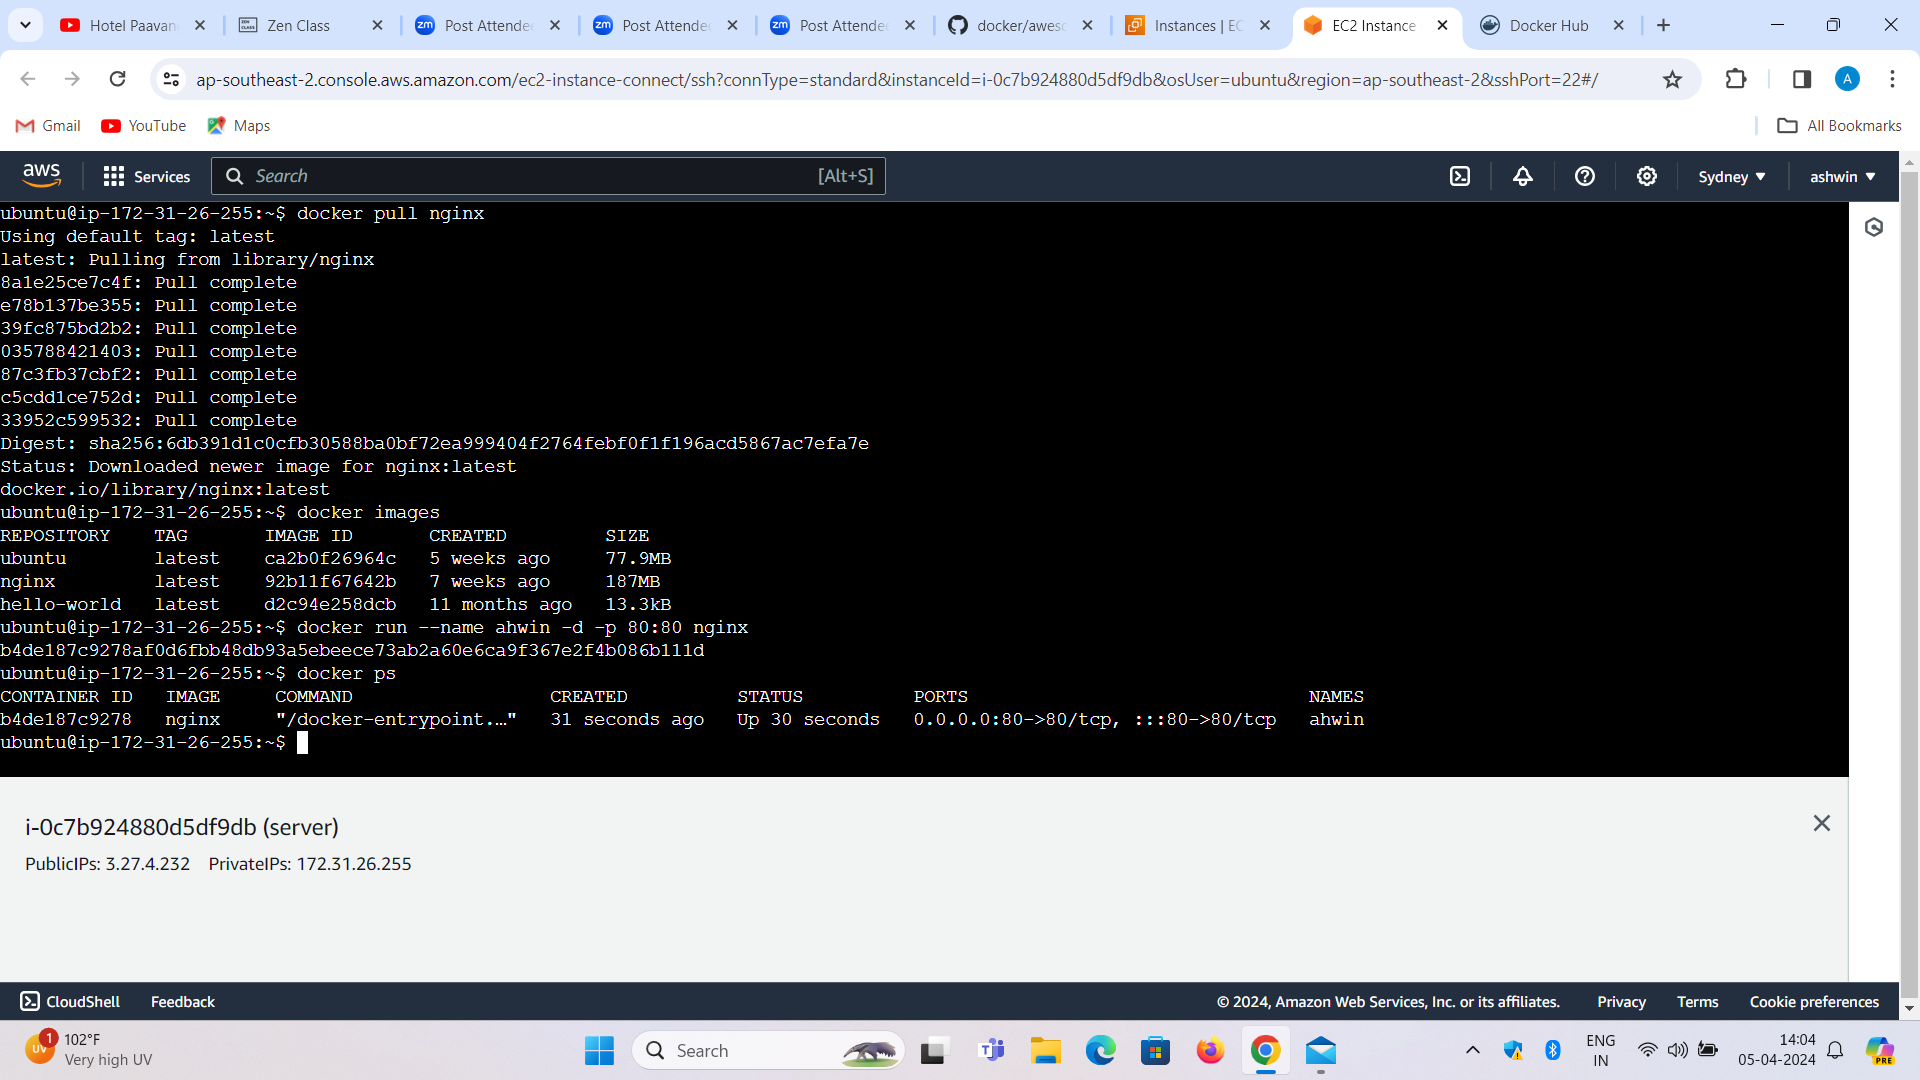 Hotel Paavan
Zen Class
zm Post Attendee
zm Post Attendee
zm Post Attendee
docker/aweso
Instances | EC
EC2 Instance
Docker Hub
ap-southeast-2.console.aws.amazon.com/ec2-instance-connect/ssh?connType=standard&instanceId=i-0c7b924880d5df9db&osUser=ubuntu&region=ap-southeast-2&sshPort=22#/
A
Gmail
YouTube
Maps
All Bookmarks
aws
Services
Search
[Alt+S]
Sydney
ashwin
ubuntu@ip-172-31-26-255:~$ docker pull nginx
Using default tag: latest
latest: Pulling from library/nginx
8a1e25ce7c4f: Pull complete
e78b137be355: Pull complete
39fc875bd2b2: Pull complete
035788421403: Pull complete
87c3fb37cbf2: Pull complete
c5cdd1ce752d: Pull complete
33952c599532: Pull complete
Digest: sha256:6db391d1c0cfb30588ba0bf72ea999404f2764febf0f1f196acd5867ac7efa7e
Status: Downloaded newer image for nginx:latest
docker.io/library/nginx:latest
ubuntu@ip-172-31-26-255:~$ docker images
REPOSITORY TAG IMAGE ID CREATED SIZE
ubuntu latest ca2b0f26964c 5 weeks ago 77.9MB
nginx latest 92b11f67642b 7 weeks ago 187MB
hello-world latest d2c94e258dcb 11 months ago 13.3kB
ubuntu@ip-172-31-26-255:~$ docker run --name ahwin -d -p 80:80 nginx
b4de187c9278af0d6fbb48db93a5ebeece73ab2a60e6ca9f367e2f4b086b111d
ubuntu@ip-172-31-26-255:~$ docker ps
CONTAINER ID IMAGE COMMAND CREATED STATUS PORTS NAMES
b4de187c9278 nginx "/docker-entrypoint.…" 31 seconds ago Up 30 seconds 0.0.0.0:80->80/tcp, :::80->80/tcp ahwin
ubuntu@ip-172-31-26-255:~$
i-0c7b924880d5df9db (server)
PublicIPs: 3.27.4.232 PrivateIPs: 172.31.26.255
CloudShell
Feedback
© 2024, Amazon Web Services, Inc. or its affiliates.
Privacy
Terms
Cookie preferences
UV
1
102°F
Very high UV
Search
ENG
IN
14:04
05-04-2024
PRE